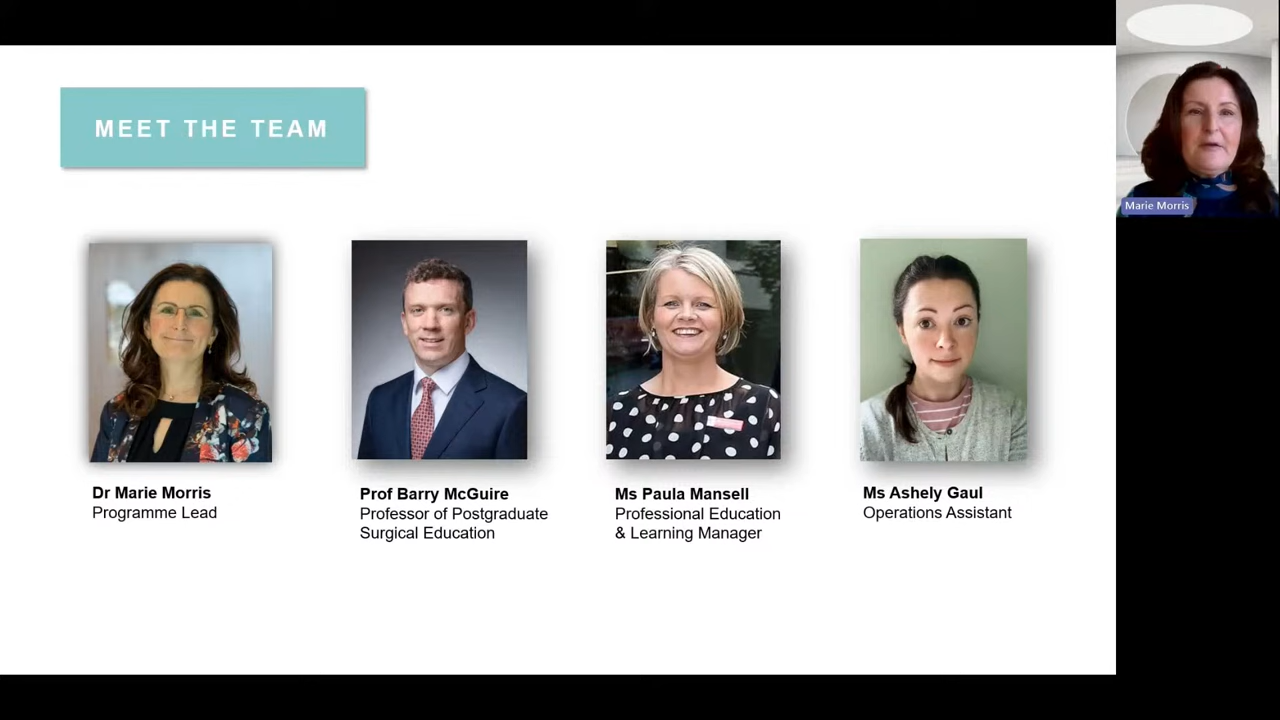 MEET THE TEAM
Marie Morris
Dr Marie Morris
Programme Lead
Prof Barry McGuire
Professor of Postgraduate
Surgical Education
Ms Paula Mansell
Professional Education
& Learning Manager
Ms Ashely Gaul
Operations Assistant